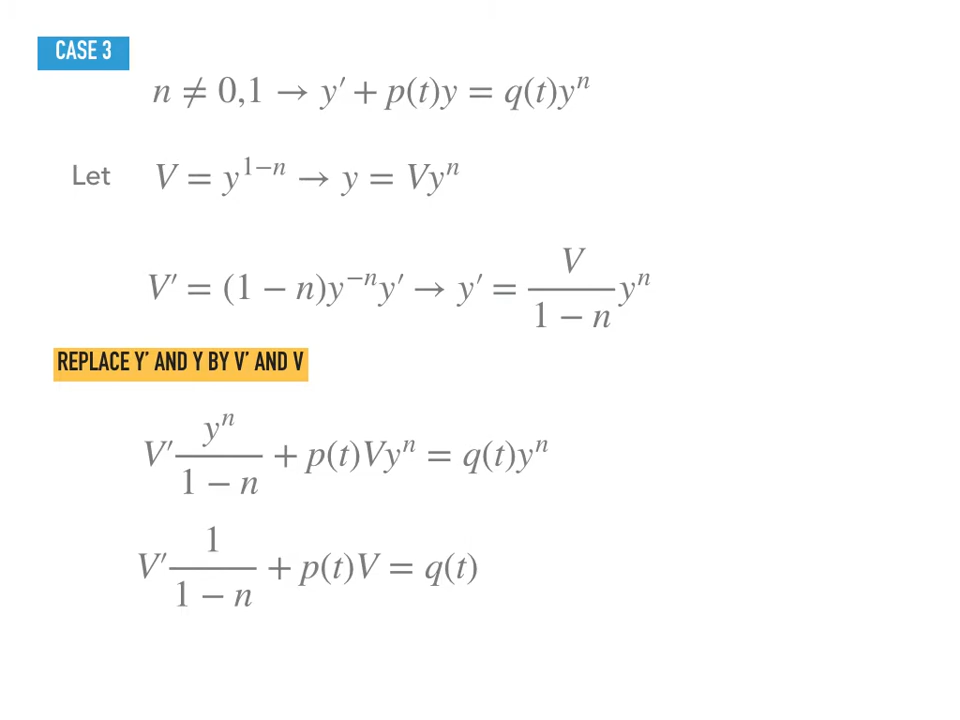 CASE 3
n ≠ 0,1 → y′ + p(t)y = q(t)yⁿ
Let V = y¹⁻ⁿ → y = Vyⁿ
V′ = (1 − n)y⁻ⁿy′ → y′ = V/(1 − n) yⁿ
REPLACE Y’ AND Y BY V’ AND V
V′ yⁿ/(1 − n) + p(t)Vyⁿ = q(t)yⁿ
V′ 1/(1 − n) + p(t)V = q(t)